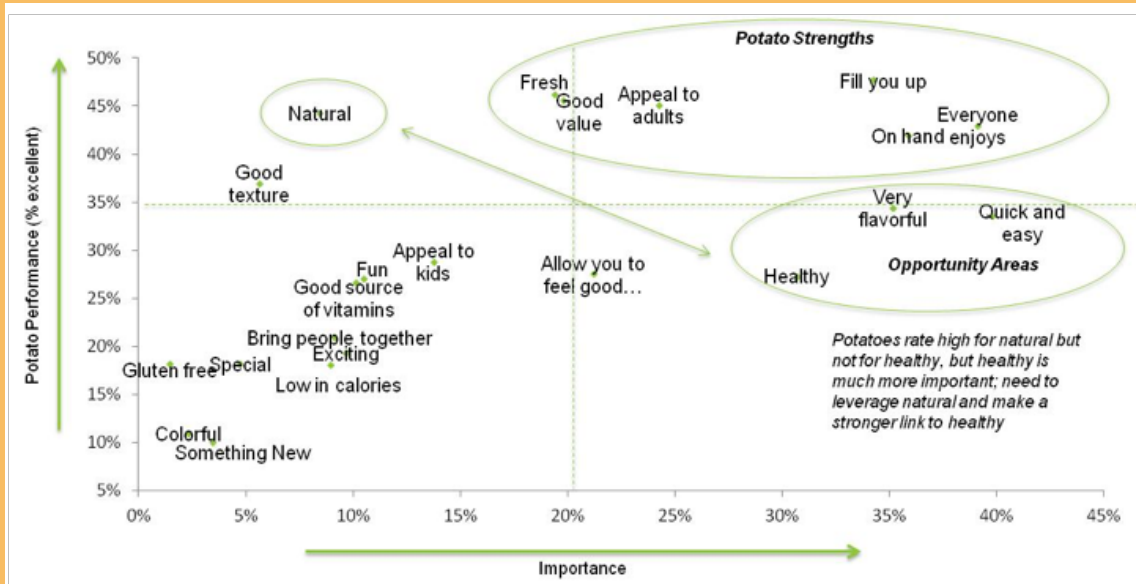 Potato Strengths
50%
Fresh
Good
value
Appeal to
adults
Fill you up
Everyone
enjoys
On hand
45%
Natural
40%
Good
texture
35%
Very
flavorful
Quick and
easy
30%
Appeal to
kids
Fun
Good source
of vitamins
Allow you to
feel good…
Healthy
Opportunity Areas
25%
20%
Bring people together
Exciting
Gluten free
Special
Low in calories
Potatoes rate high for natural but
not for healthy, but healthy is
much more important; need to
leverage natural and make a
stronger link to healthy
15%
10%
Colorful
Something New
5%
0% 5% 10% 15% 20% 25% 30% 35% 40% 45%
Potato Performance (% excellent)
Importance